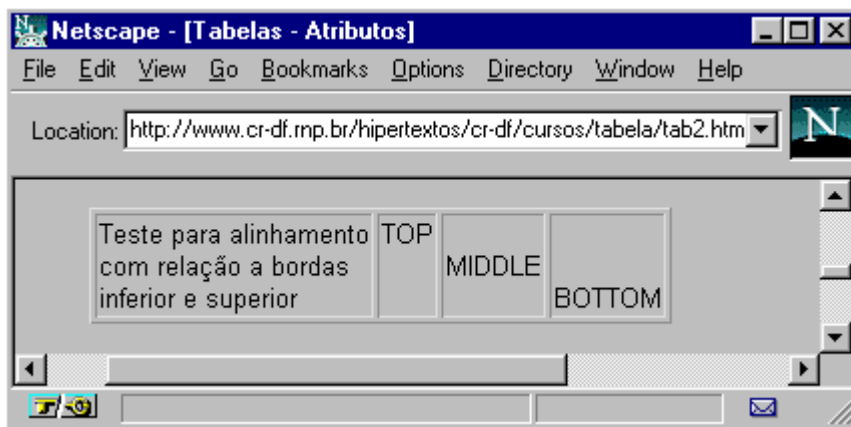 Netscape - [Tabelas - Atributos]
File Edit View Go Bookmarks Options Directory Window Help
Location: http://www.cr-df.rnp.br/hipertextos/cr-df/cursos/tabela/tab2.htm
N
Teste para alinhamento
com relação a bordas
inferior e superior
TOP
MIDDLE
BOTTOM